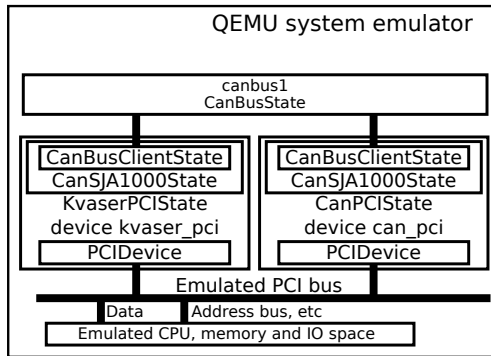 QEMU system emulator
canbus1
CanBusState
CanBusClientState
CanSJA1000State
KvaserPCIState
device kvaser_pci
PCIDevice
CanBusClientState
CanSJA1000State
CanPCIState
device can_pci
PCIDevice
Emulated PCI bus
Data
Address bus, etc
Emulated CPU, memory and IO space